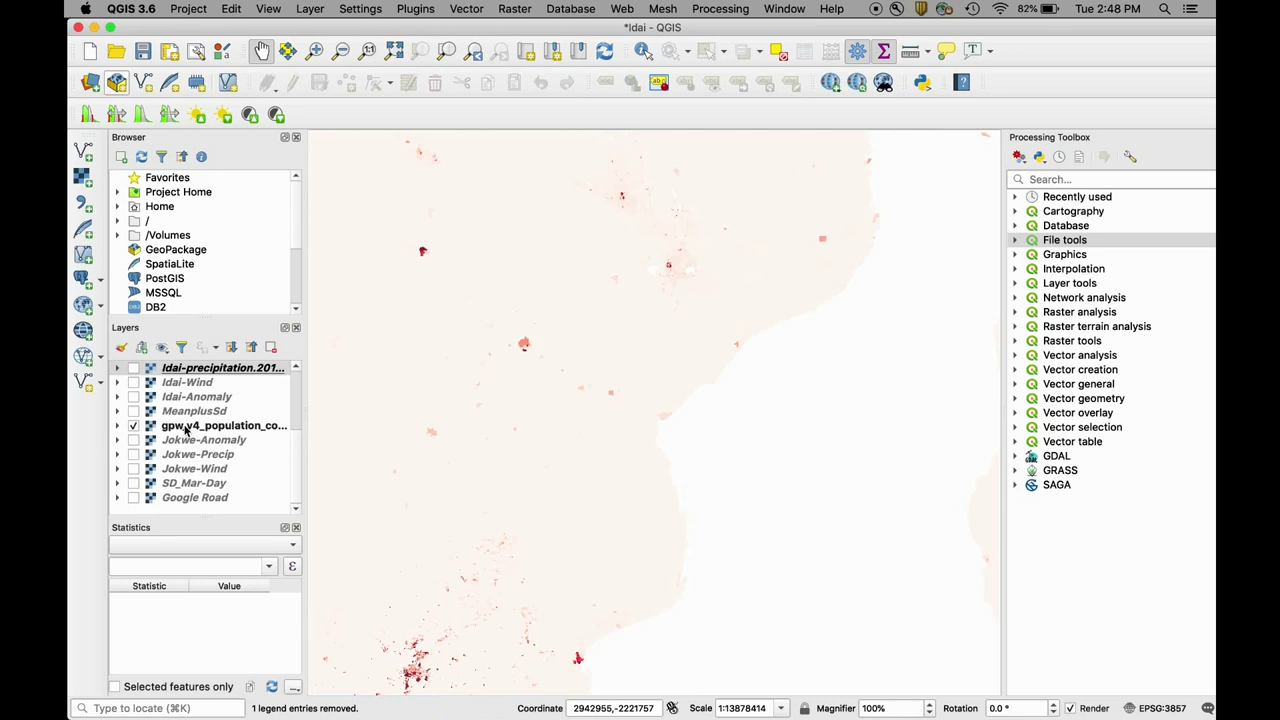 QGIS 3.6 Project Edit View Layer Settings Plugins Vector Raster Database Web Mesh Processing Window Help 82% Tue 2:48 PM
*Idai - QGIS
Browser
Favorites
Project Home
Home
/
/Volumes
GeoPackage
SpatiaLite
PostGIS
MSSQL
DB2
Layers
Idai-precipitation.201...
Idai-Wind
Idai-Anomaly
MeanplusSd
gpw_v4_population_co...
Jokwe-Anomaly
Jokwe-Precip
Jokwe-Wind
SD_Mar-Day
Google Road
Statistics
Statistic Value
Selected features only
Processing Toolbox
Search...
Recently used
Cartography
Database
File tools
Graphics
Interpolation
Layer tools
Network analysis
Raster analysis
Raster terrain analysis
Raster tools
Vector analysis
Vector creation
Vector general
Vector geometry
Vector overlay
Vector selection
Vector table
GDAL
GRASS
SAGA
Type to locate (⌘K) 1 legend entries removed. Coordinate 2942955,-2221757 Scale 1:13878414 Magnifier 100% Rotation 0.0 ° Render EPSG:3857